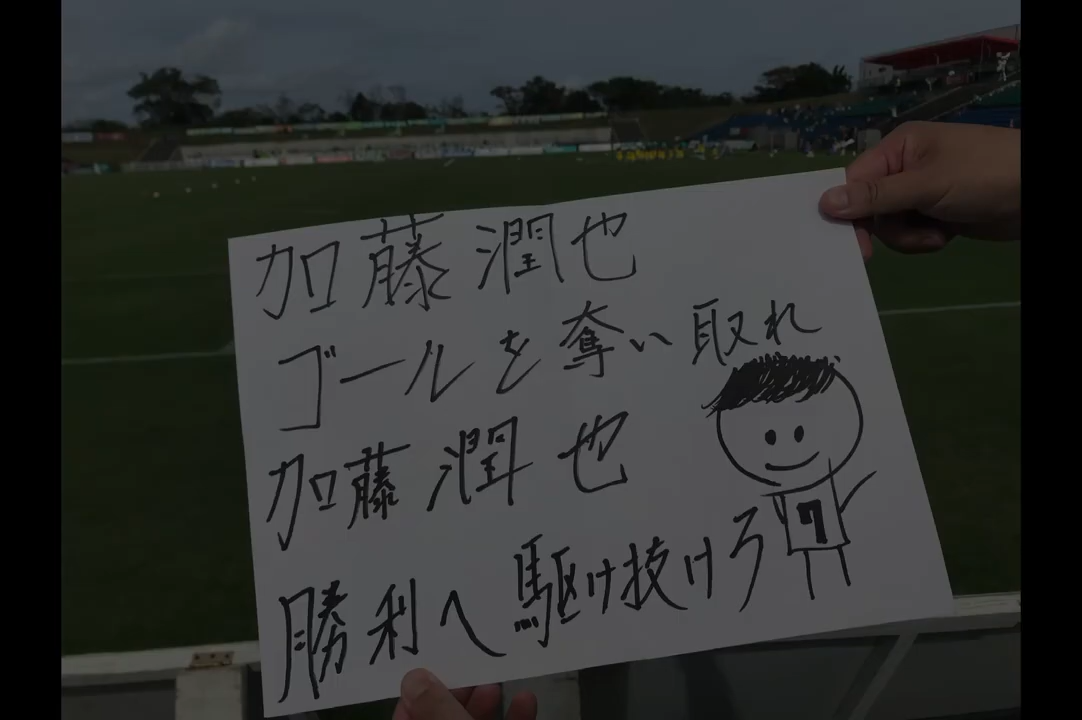 加藤潤也
ゴールを奪い取れ
加藤潤也
勝利へ駆け抜けろ
7